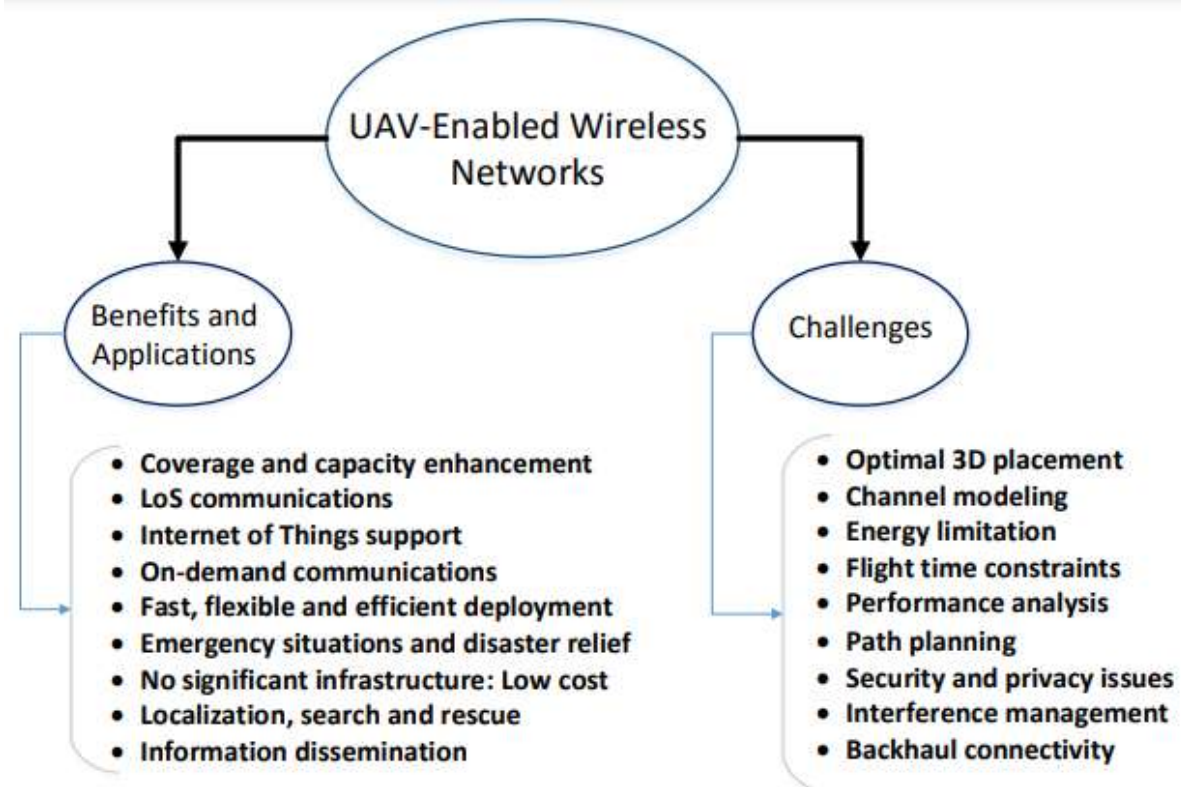 UAV-Enabled Wireless
Networks
Benefits and
Applications
Challenges
• Coverage and capacity enhancement
• LoS communications
• Internet of Things support
• On-demand communications
• Fast, flexible and efficient deployment
• Emergency situations and disaster relief
• No significant infrastructure: Low cost
• Localization, search and rescue
• Information dissemination
• Optimal 3D placement
• Channel modeling
• Energy limitation
• Flight time constraints
• Performance analysis
• Path planning
• Security and privacy issues
• Interference management
• Backhaul connectivity